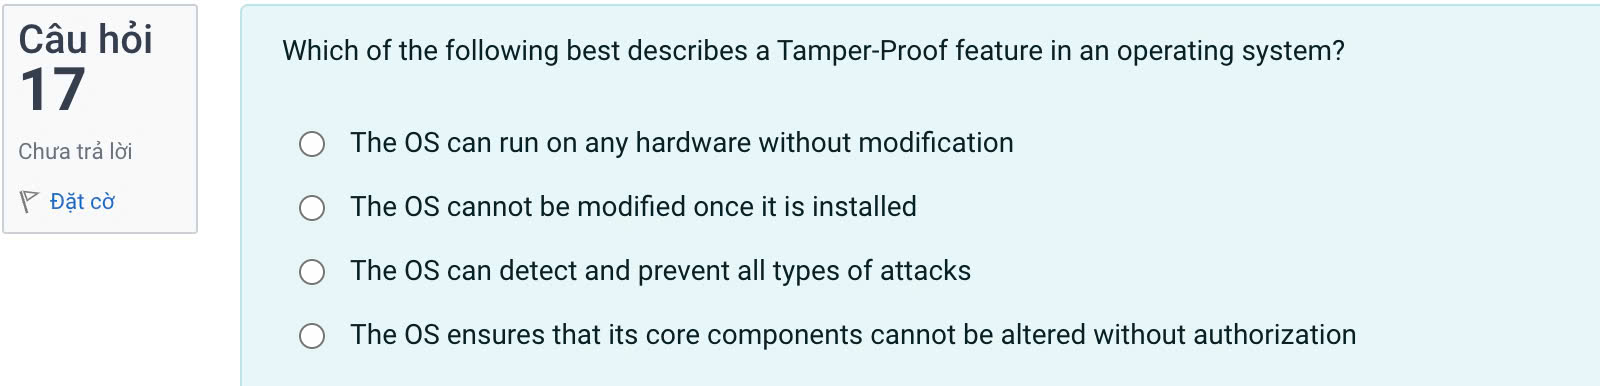 Câu hỏi
17
Chưa trả lời
Đặt cờ
Which of the following best describes a Tamper-Proof feature in an operating system?
The OS can run on any hardware without modification
The OS cannot be modified once it is installed
The OS can detect and prevent all types of attacks
The OS ensures that its core components cannot be altered without authorization